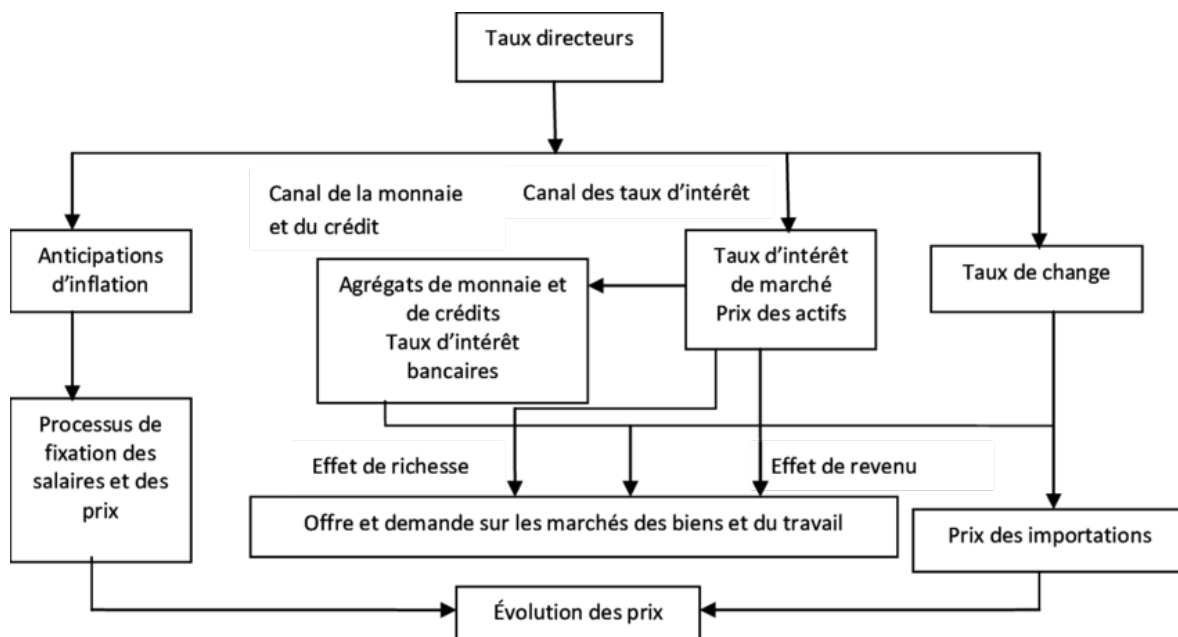 Taux directeurs
Canal de la monnaie
et du crédit
Canal des taux d’intérêt
Anticipations
d’inflation
Agrégats de monnaie et
de crédits
Taux d’intérêt
bancaires
Taux d’intérêt
de marché
Prix des actifs
Taux de change
Processus de
fixation des
salaires et des
prix
Effet de richesse
Effet de revenu
Offre et demande sur les marchés des biens et du travail
Prix des importations
Évolution des prix